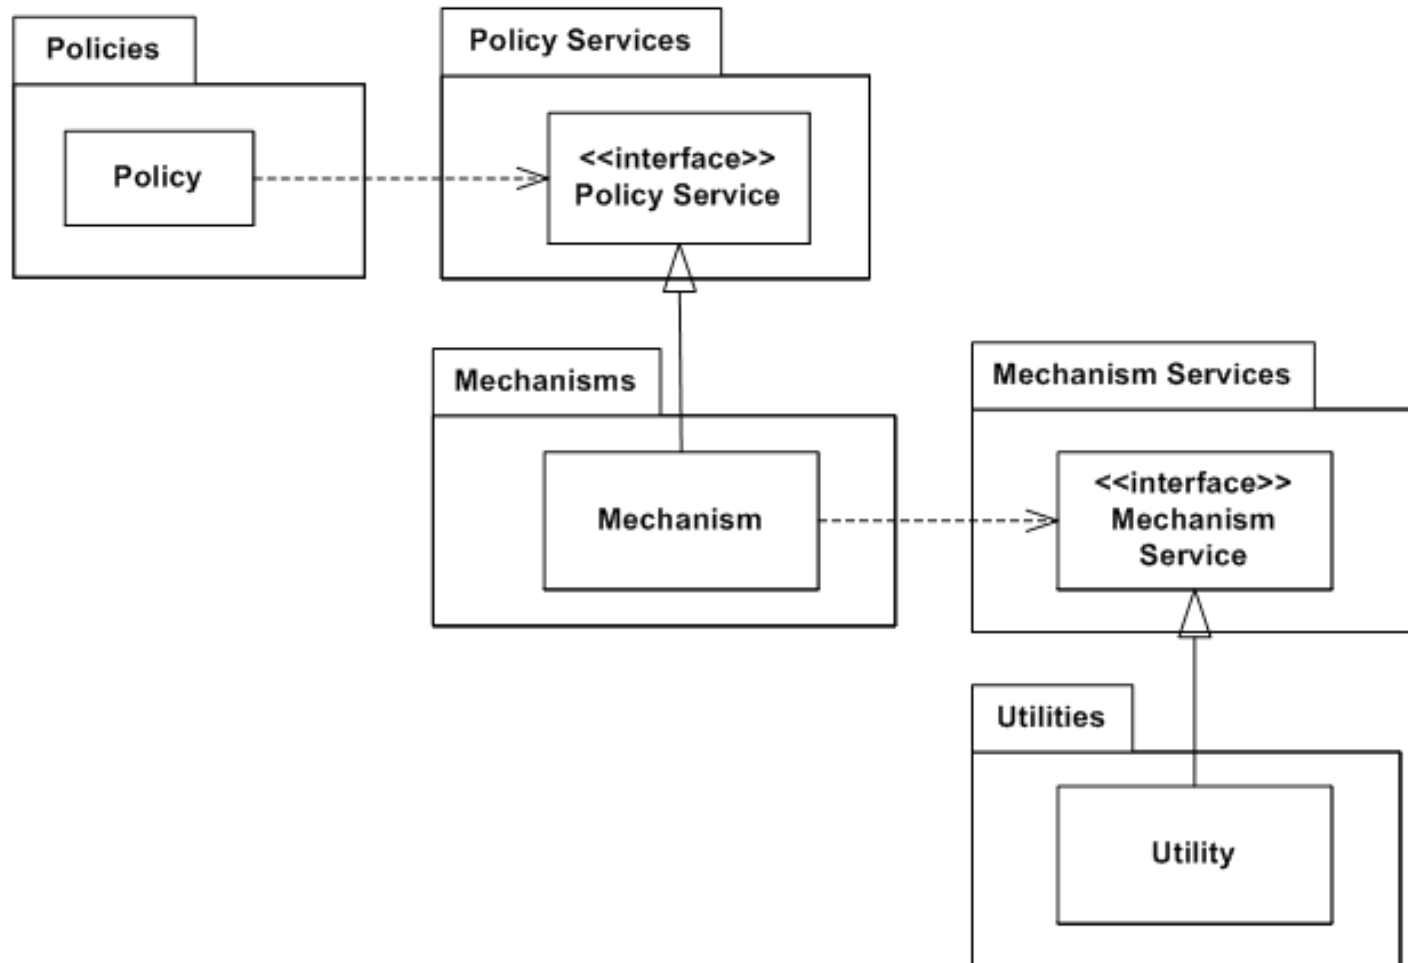 Policies
Policy Services
Policy
<<interface>>
Policy Service
Mechanisms
Mechanism Services
Mechanism
<<interface>>
Mechanism
Service
Utilities
Utility